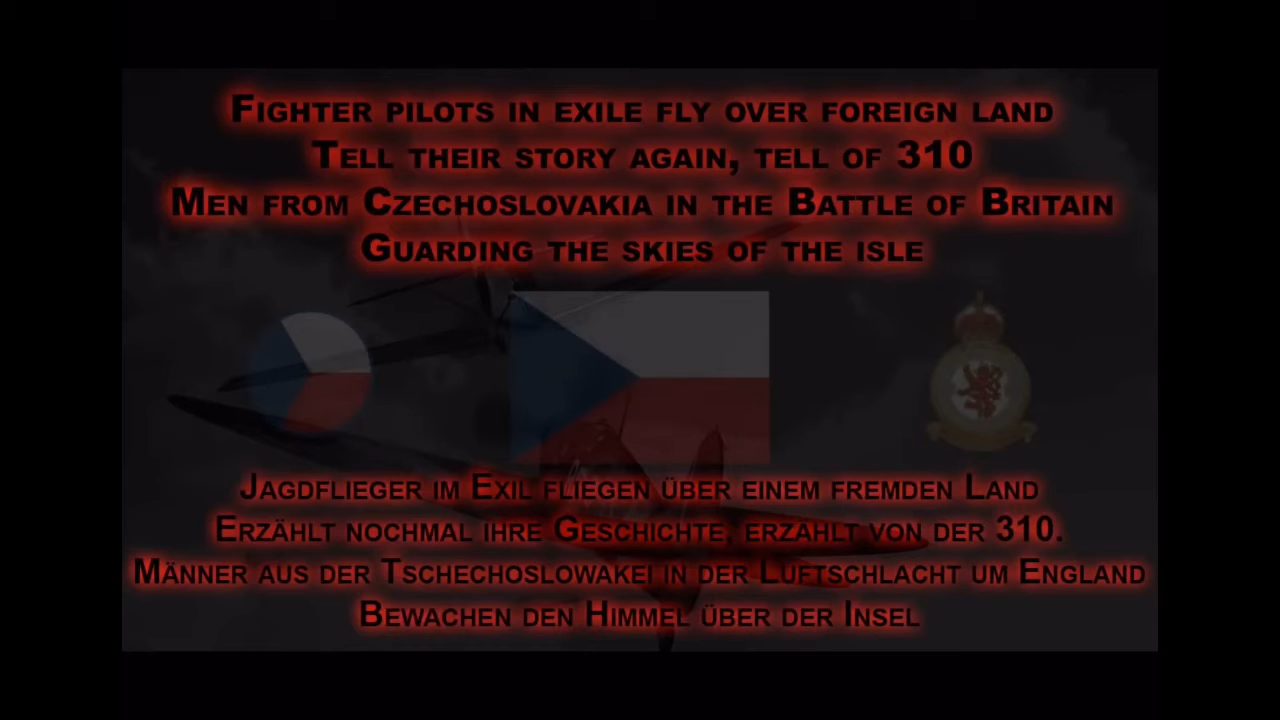 Fighter pilots in exile fly over foreign land
Tell their story again, tell of 310
Men from Czechoslovakia in the Battle of Britain
Guarding the skies of the isle
Jagdflieger im Exil fliegen über einem fremden Land
Erzählt nochmal ihre Geschichte, erzählt von der 310.
Männer aus der Tschechoslowakei in der Luftschlacht um England
Bewachen den Himmel über der Insel